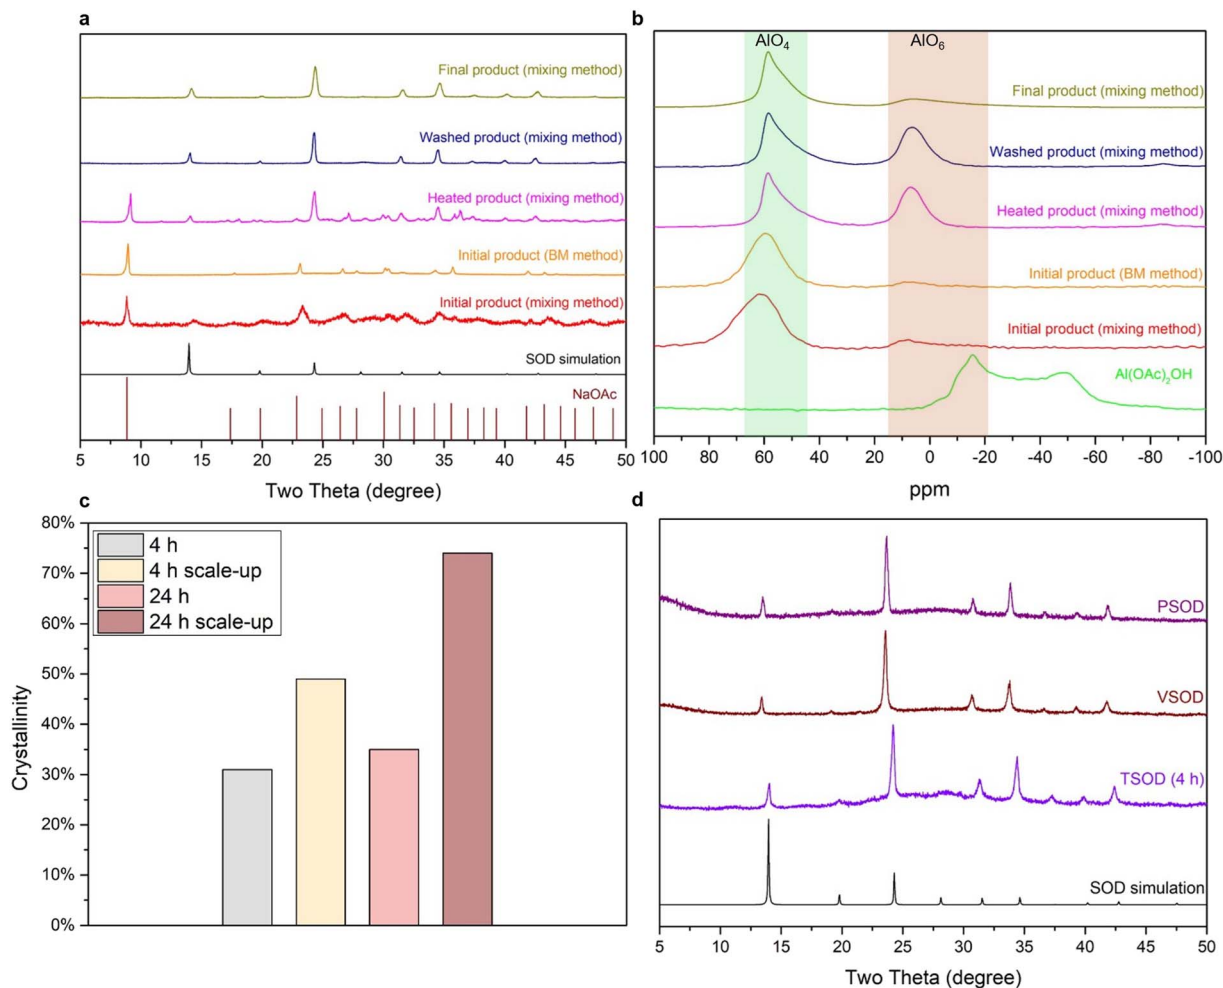 a
Final product (mixing method)
Washed product (mixing method)
Heated product (mixing method)
Initial product (BM method)
Initial product (mixing method)
SOD simulation
NaOAc
5 10 15 20 25 30 35 40 45 50
Two Theta (degree)
b
AlO4 AlO6
Final product (mixing method)
Washed product (mixing method)
Heated product (mixing method)
Initial product (BM method)
Initial product (mixing method)
Al(OAc)2OH
100 80 60 40 20 0 -20 -40 -60 -80 -100
ppm
c
80%
70%
60%
50%
40%
30%
20%
10%
0%
Crystallinity
4 h
4 h scale-up
24 h
24 h scale-up
d
PSOD
VSOD
TSOD (4 h)
SOD simulation
5 10 15 20 25 30 35 40 45 50
Two Theta (degree)